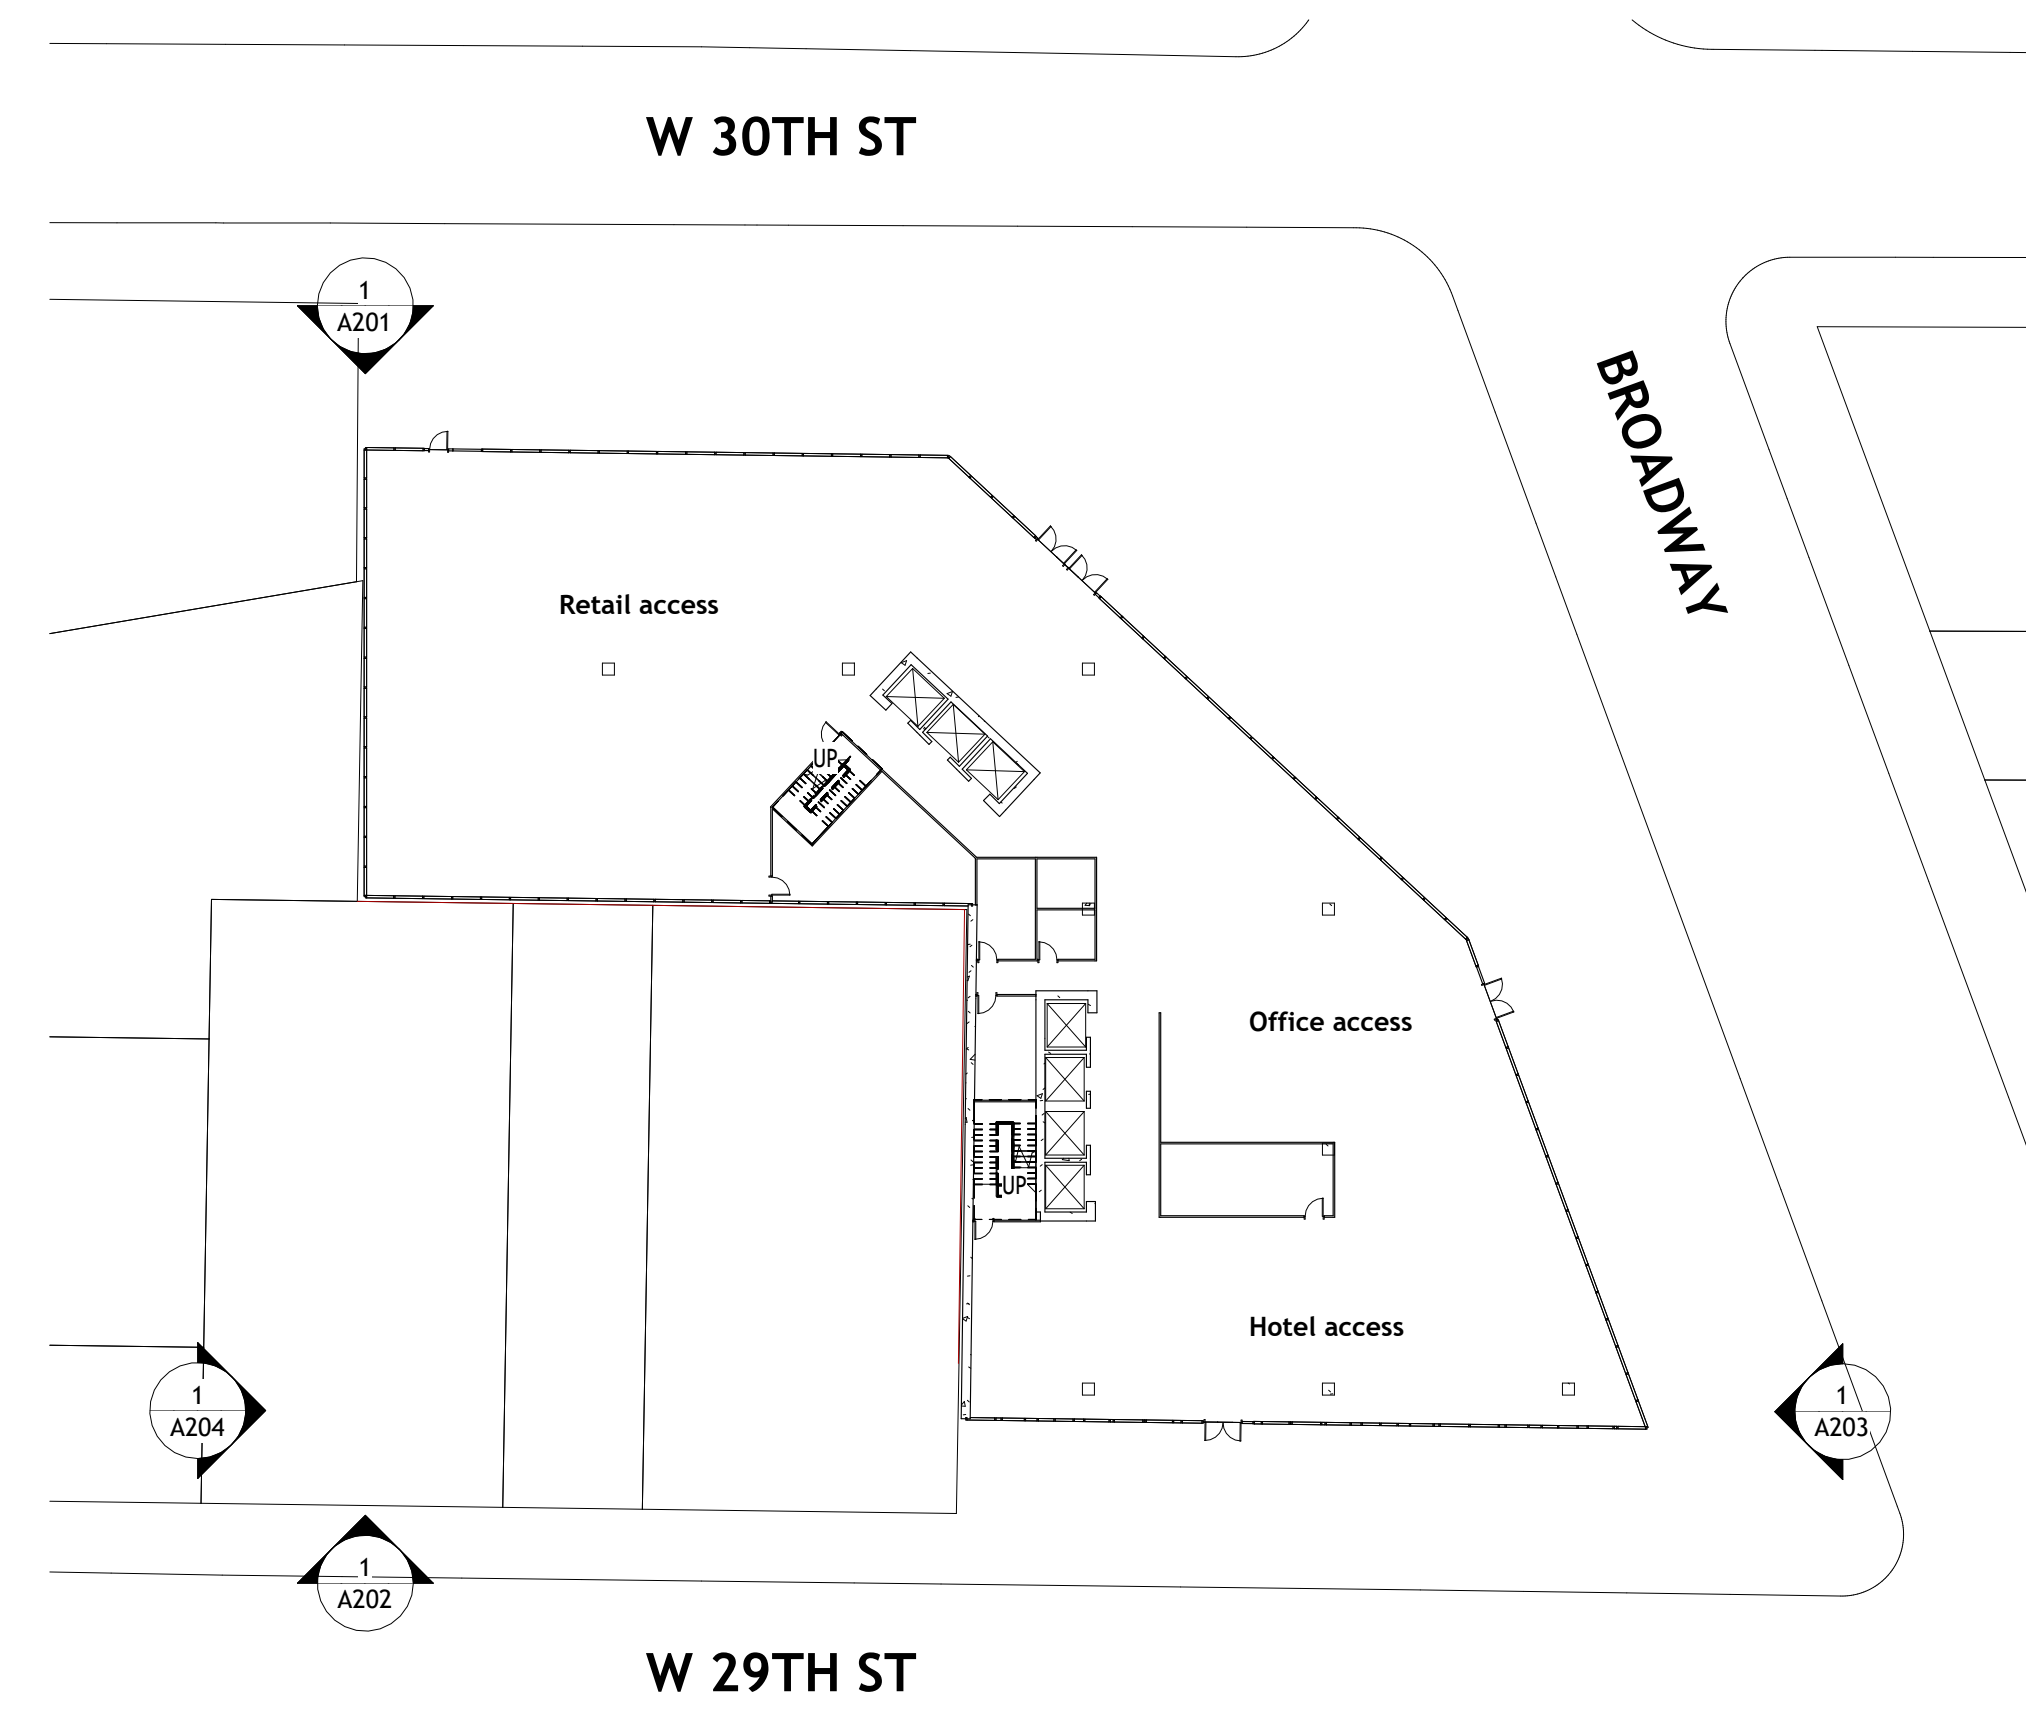 W 30TH ST
1
A201
BROADWAY
Retail access
UP
Office access
UP
Hotel access
1
A204
1
A203
1
A202
W 29TH ST